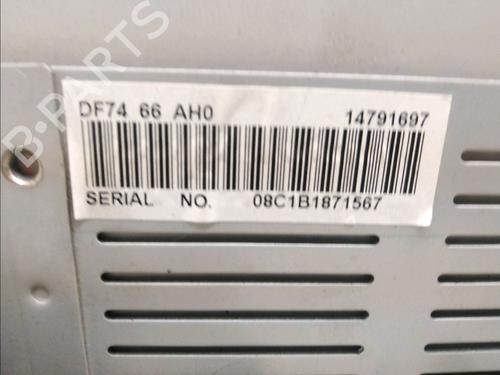 B-PARTS
DF74 66 AH0 14791697
SERIAL NO. 08C1B1871567